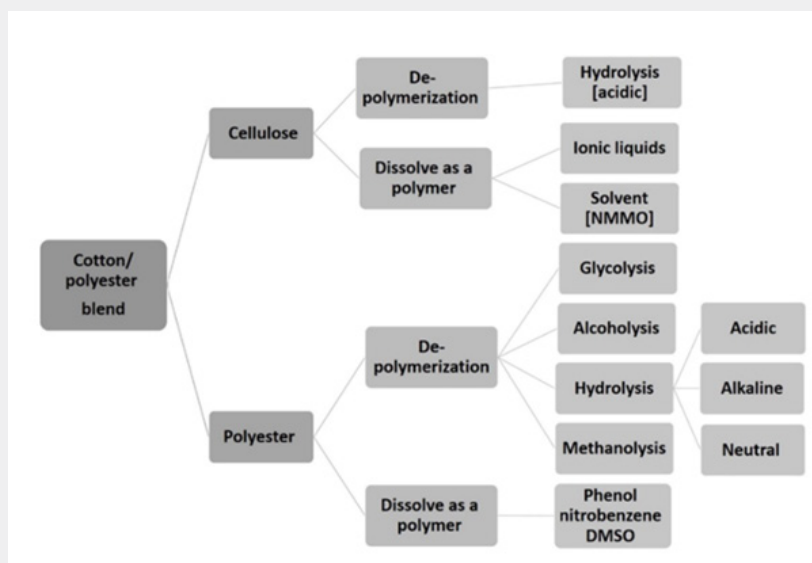 De-
polymerization
Hydrolysis
[acidic]
Cellulose
Dissolve as a
polymer
Ionic liquids
Solvent
[NMMO]
Cotton/
polyester
blend
De-
polymerization
Glycolysis
Alcoholysis
Hydrolysis
Acidic
Alkaline
Neutral
Methanolysis
Polyester
Dissolve as a
polymer
Phenol
nitrobenzene
DMSO